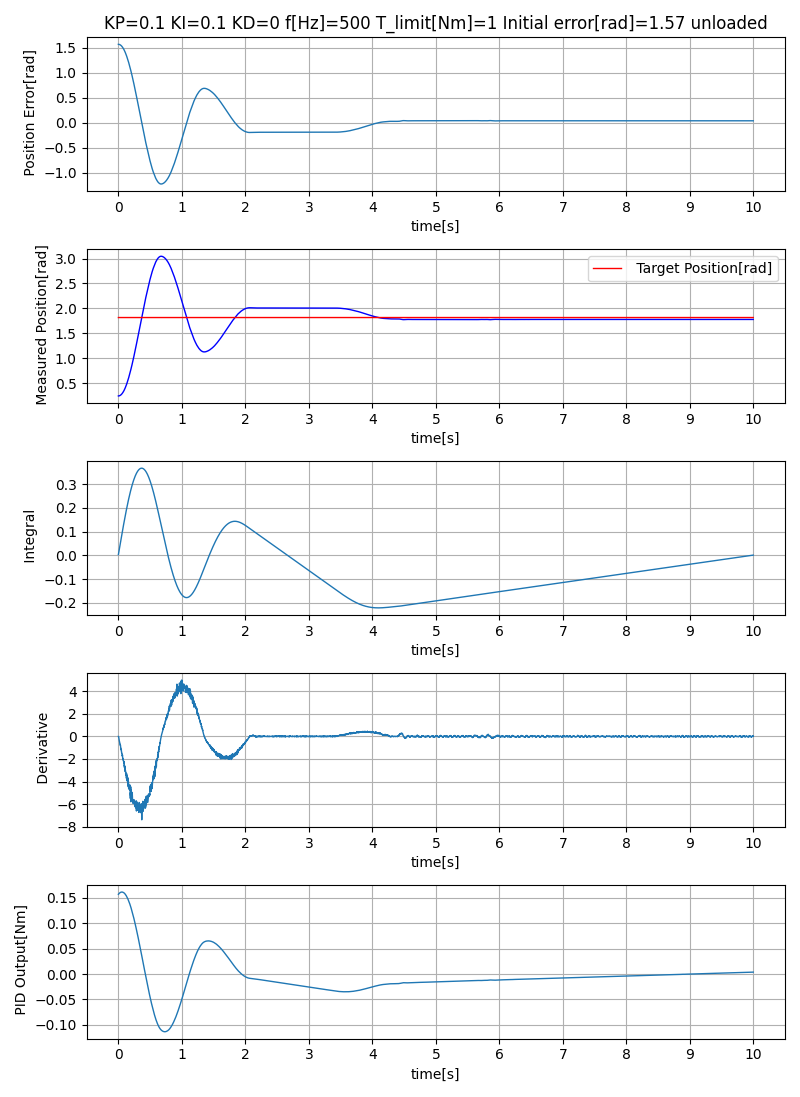 KP=0.1 KI=0.1 KD=0 f[Hz]=500 T_limit[Nm]=1 Initial error[rad]=1.57 unloaded
Position Error[rad]
1.5
1.0
0.5
0.0
−0.5
−1.0
0 1 2 3 4 5 6 7 8 9 10
time[s]
Measured Position[rad]
3.0
2.5
2.0
1.5
1.0
0.5
Target Position[rad]
0 1 2 3 4 5 6 7 8 9 10
time[s]
Integral
0.3
0.2
0.1
0.0
−0.1
−0.2
0 1 2 3 4 5 6 7 8 9 10
time[s]
Derivative
4
2
0
−2
−4
−6
−8
0 1 2 3 4 5 6 7 8 9 10
time[s]
PID Output[Nm]
0.15
0.10
0.05
0.00
−0.05
−0.10
0 1 2 3 4 5 6 7 8 9 10
time[s]